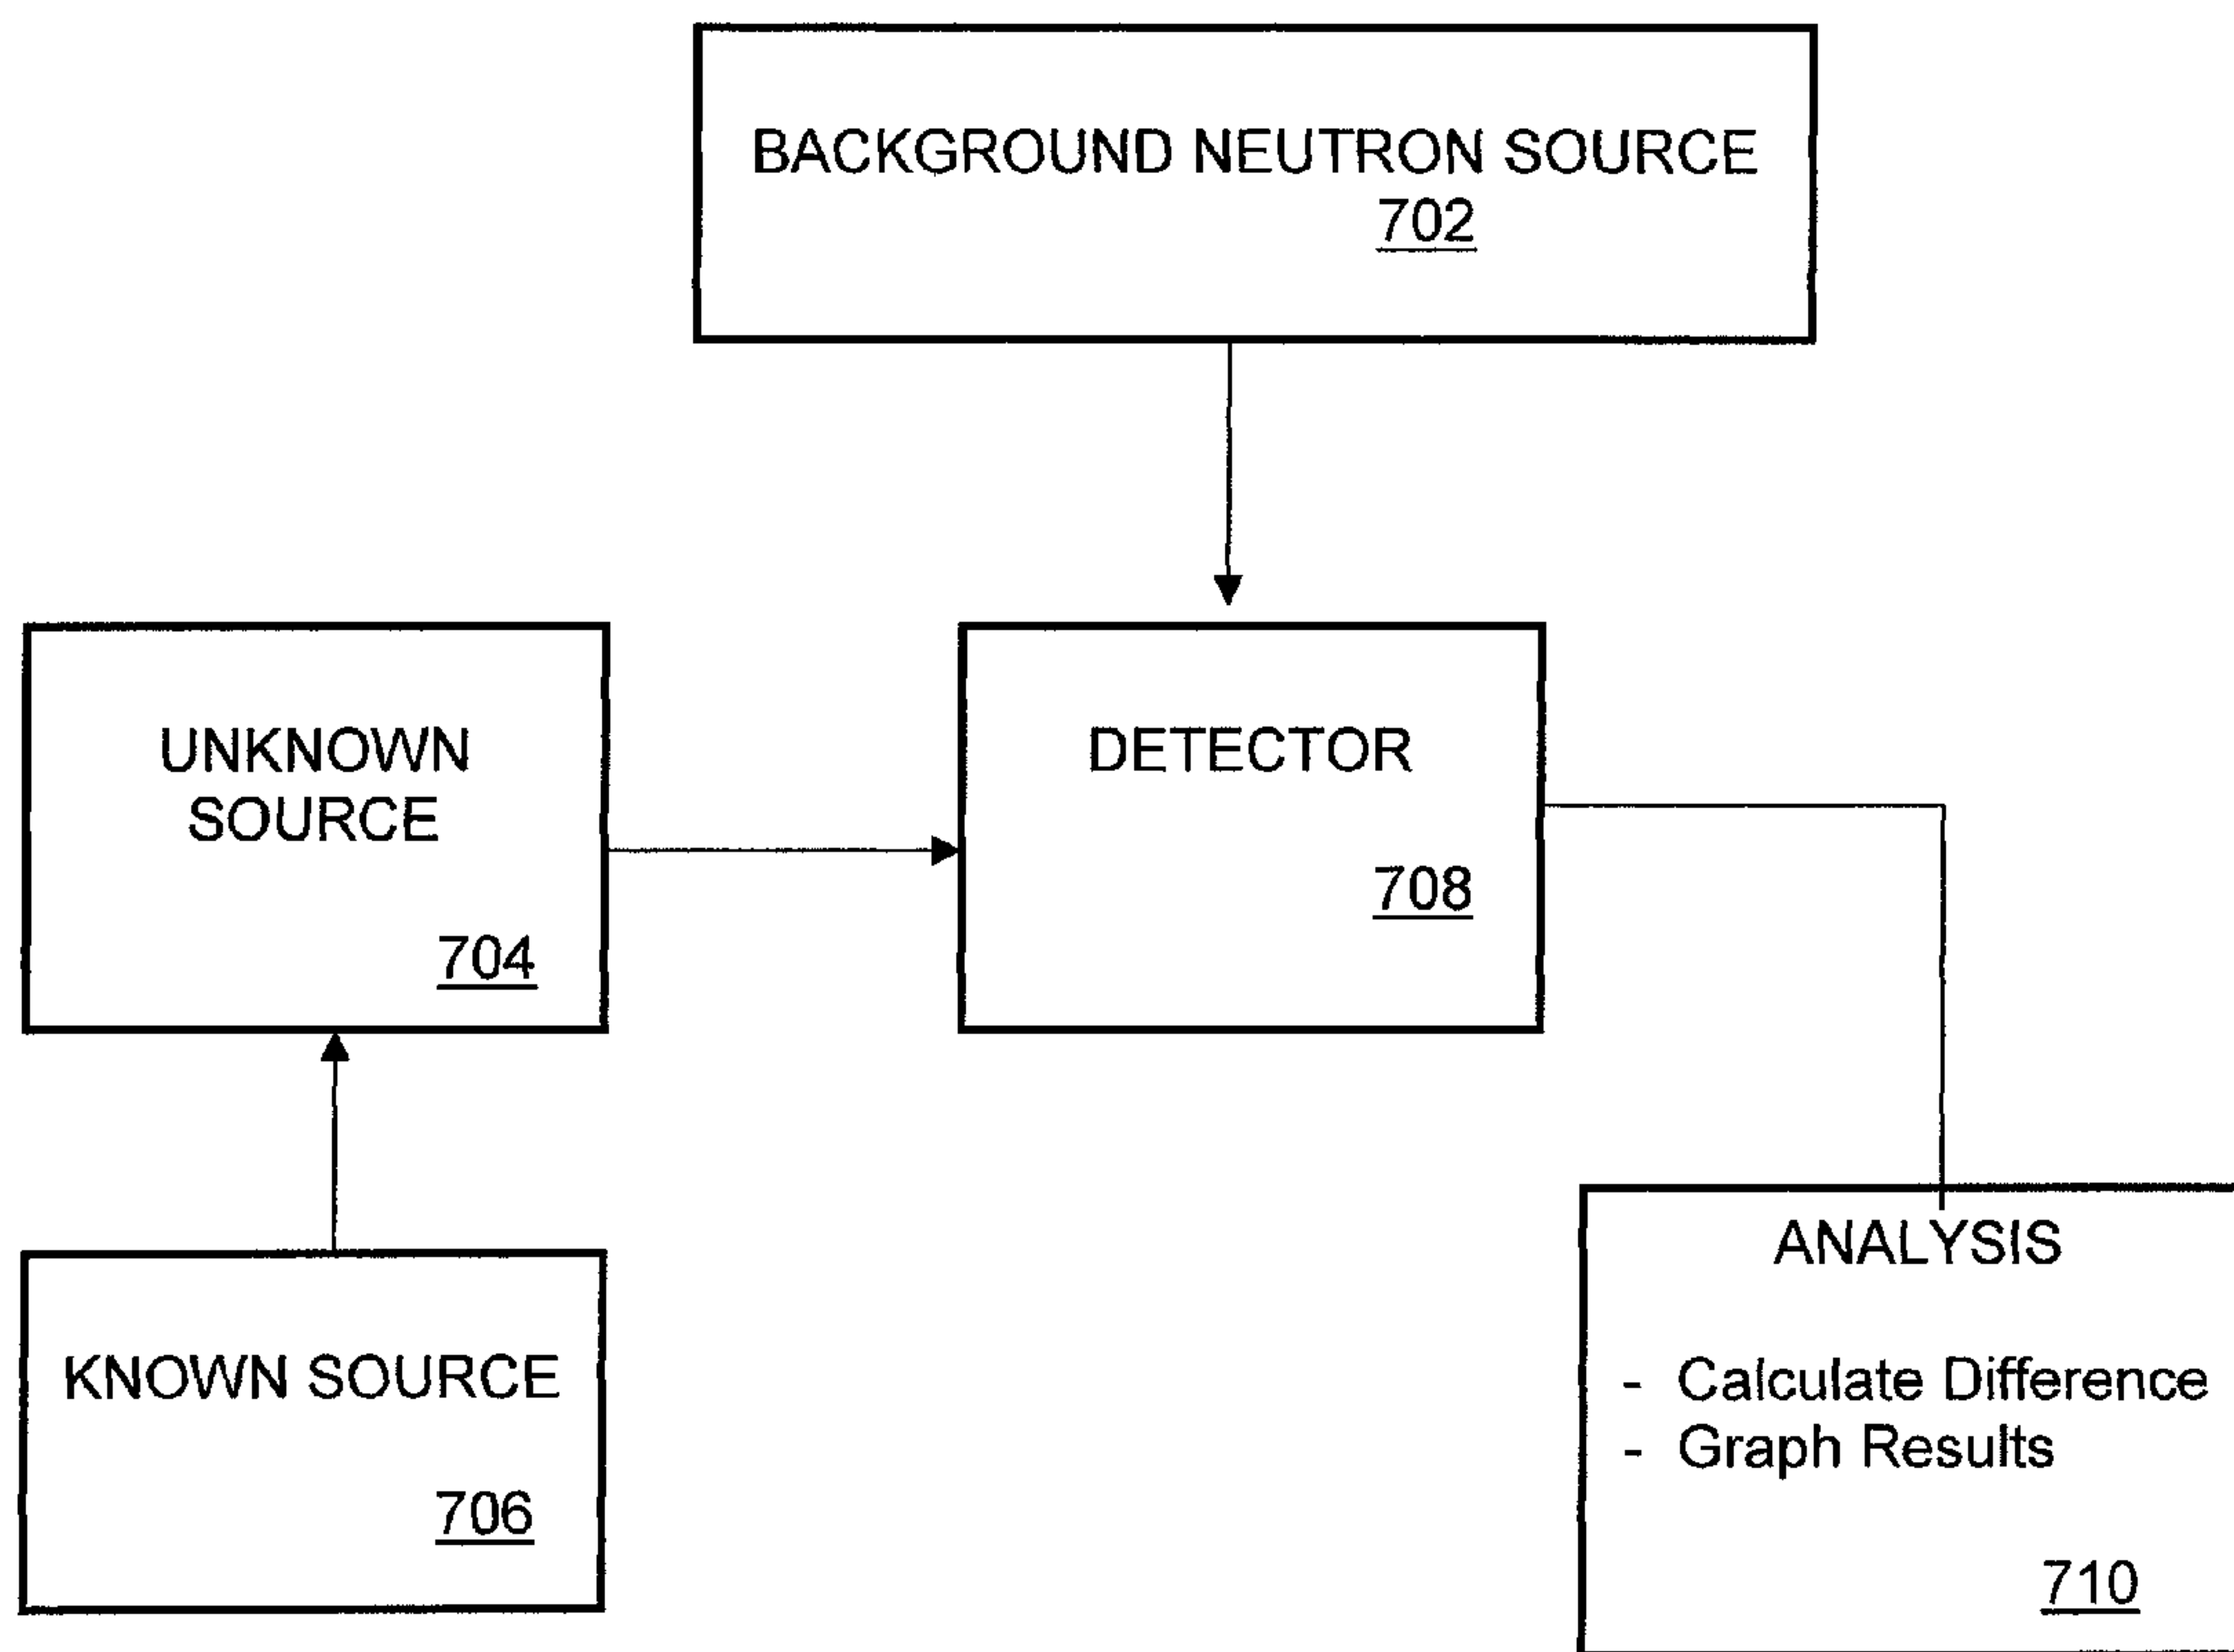 BACKGROUND NEUTRON SOURCE
702
UNKNOWN
SOURCE
704
DETECTOR
708
KNOWN SOURCE
706
ANALYSIS
- Calculate Difference
- Graph Results
710